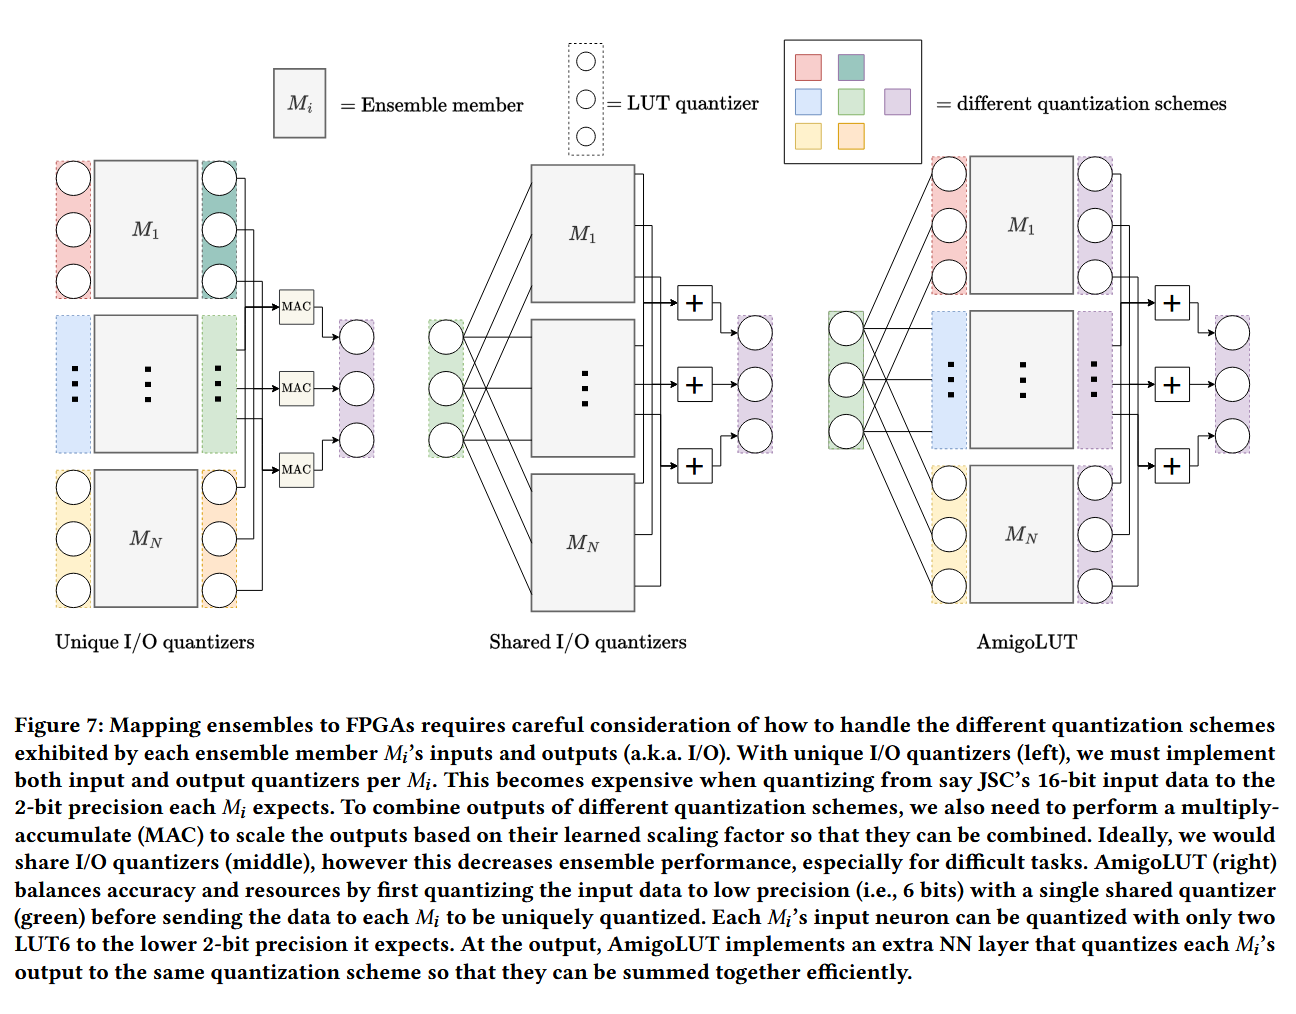 M_i = Ensemble member
= LUT quantizer
= different quantization schemes
M_1
M_N
MAC
MAC
MAC
Unique I/O quantizers
M_1
M_N
+
+
+
Shared I/O quantizers
M_1
M_N
+
+
+
AmigoLUT
Figure 7: Mapping ensembles to FPGAs requires careful consideration of how to handle the different quantization schemes
exhibited by each ensemble member M_i's inputs and outputs (a.k.a. I/O). With unique I/O quantizers (left), we must implement
both input and output quantizers per M_i. This becomes expensive when quantizing from say JSC's 16-bit input data to the
2-bit precision each M_i expects. To combine outputs of different quantization schemes, we also need to perform a multiply-
accumulate (MAC) to scale the outputs based on their learned scaling factor so that they can be combined. Ideally, we would
share I/O quantizers (middle), however this decreases ensemble performance, especially for difficult tasks. AmigoLUT (right)
balances accuracy and resources by first quantizing the input data to low precision (i.e., 6 bits) with a single shared quantizer
(green) before sending the data to each M_i to be uniquely quantized. Each M_i's input neuron can be quantized with only two
LUT6 to the lower 2-bit precision it expects. At the output, AmigoLUT implements an extra NN layer that quantizes each M_i's
output to the same quantization scheme so that they can be summed together efficiently.